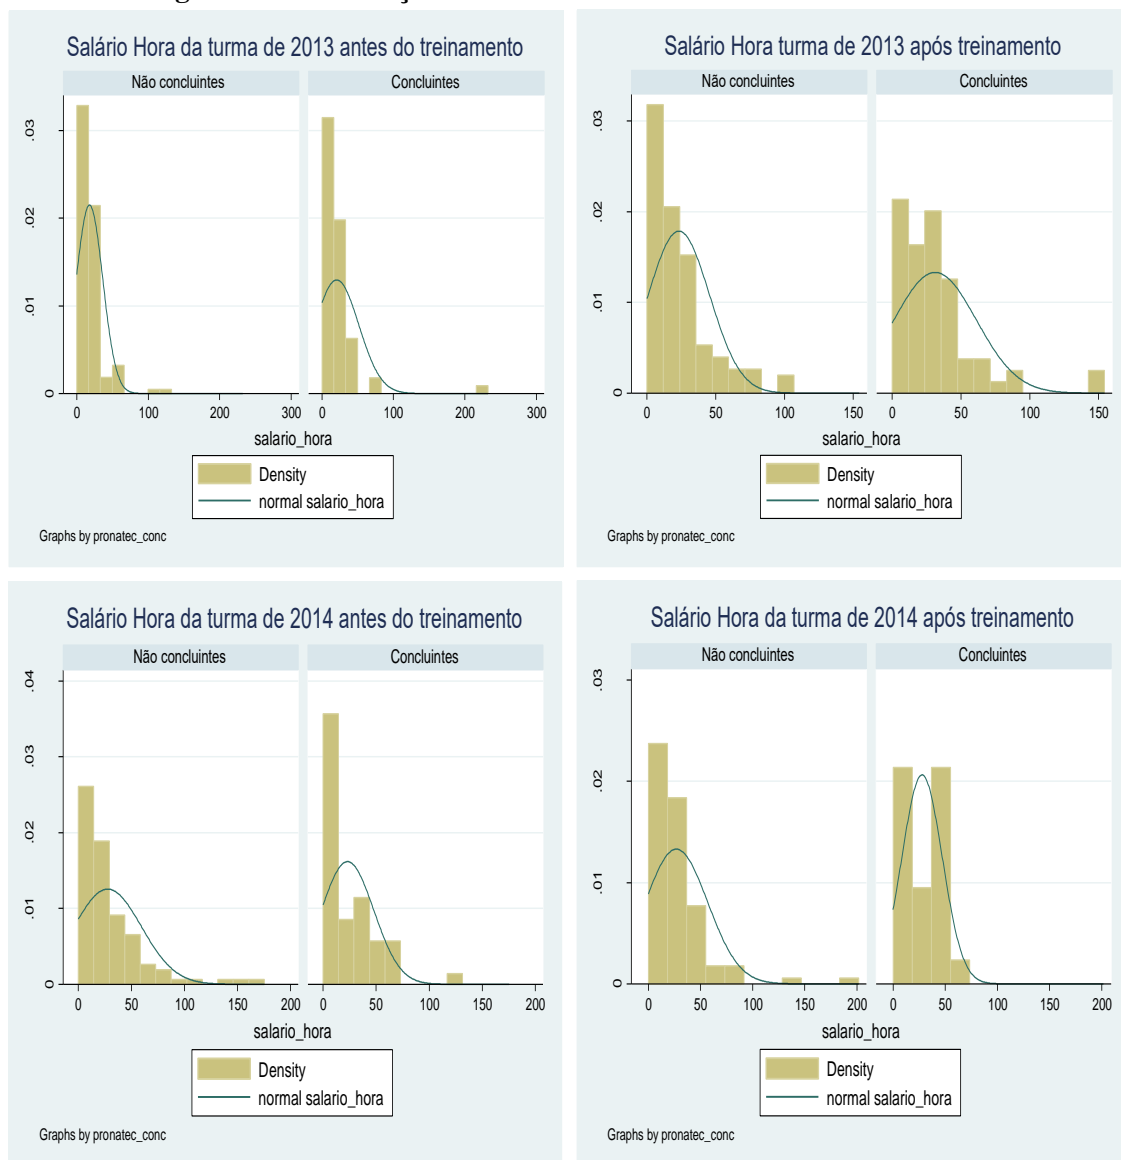 Salário Hora da turma de 2013 antes do treinamento
Não concluintes
Concluintes
.03
.02
.01
0
0 100 200 300
0 100 200 300
salario_hora
Density
normal salario_hora
Graphs by pronatec_conc
Salário Hora turma de 2013 após treinamento
Não concluintes
Concluintes
.03
.02
.01
0
0 50 100 150
0 50 100 150
salario_hora
Density
normal salario_hora
Graphs by pronatec_conc
Salário Hora da turma de 2014 antes do treinamento
Não concluintes
Concluintes
.04
.03
.02
.01
0
0 50 100 150 200
0 50 100 150 200
salario_hora
Density
normal salario_hora
Graphs by pronatec_conc
Salário Hora da turma de 2014 após treinamento
Não concluintes
Concluintes
.03
.02
.01
0
0 50 100 150 200
0 50 100 150 200
salario_hora
Density
normal salario_hora
Graphs by pronatec_conc